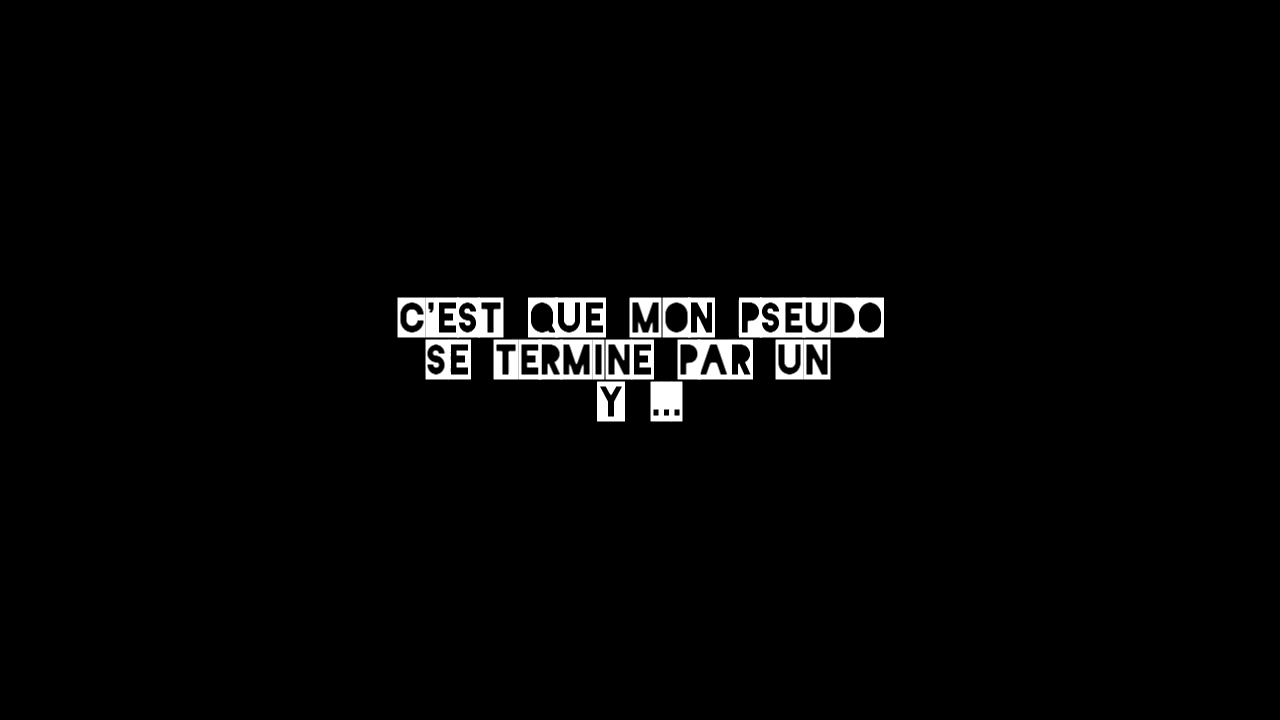 C'EST QUE MON PSEUDO
SE TERMINE PAR UN
Y ...